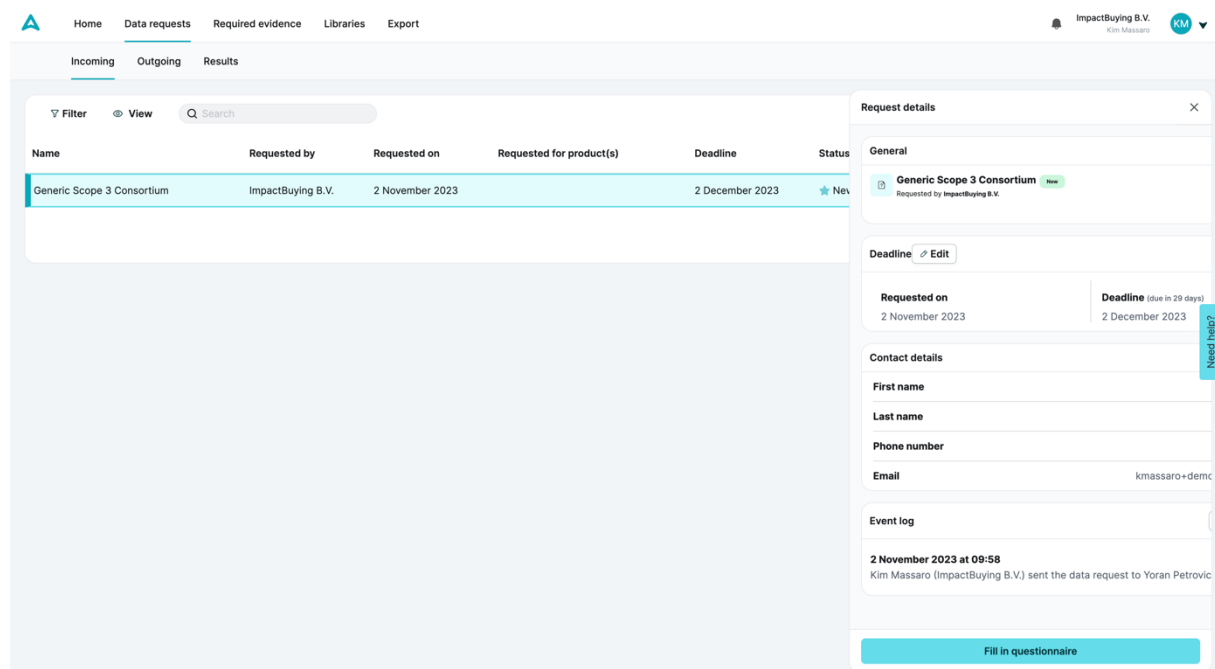 Home Data requests Required evidence Libraries Export
ImpactBuying B.V.
Kim Massaro
KM
Incoming Outgoing Results
Filter View Search
Name Requested by Requested on Requested for product(s) Deadline Status
Generic Scope 3 Consortium ImpactBuying B.V. 2 November 2023 2 December 2023 Nev
Request details
General
Generic Scope 3 Consortium New
Requested by ImpactBuying B.V.
Deadline Edit
Requested on Deadline (due in 29 days)
2 November 2023 2 December 2023
Need help?
Contact details
First name
Last name
Phone number
Email kmassaro+demo
Event log
2 November 2023 at 09:58
Kim Massaro (ImpactBuying B.V.) sent the data request to Yoran Petrovic
Fill in questionnaire